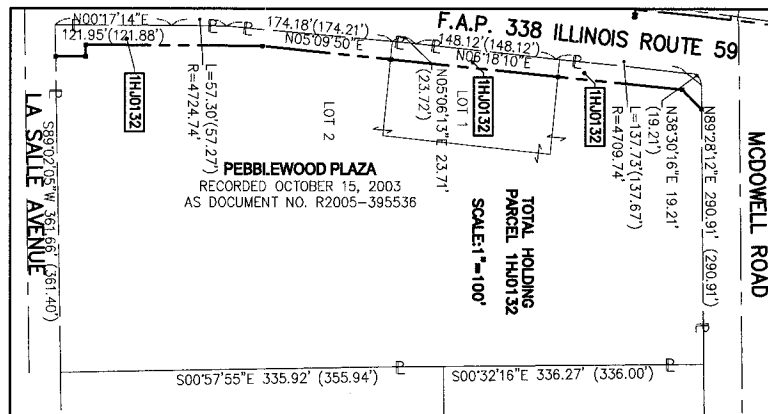 N00°17'14"E
121.95'(121.88')
174.18'(174.21')
N05°09'50"E
148.12'(148.12')
N06°18'10"E
F.A.P. 338 ILLINOIS ROUTE 59
1HJ0132
1HJ0132
1HJ0132
L=57.30'(57.27')
R=4724.74'
LOT 2
N05°06'13"E 23.71'
(23.72')
LOT 1
L=137.73'(137.67')
R=4709.74'
N38°30'16"E 19.21'
(19.21')
N89°28'12"E 290.91' (290.91')
MCDOWELL ROAD
LA SALLE AVENUE
S89°02'05"W 361.66' (361.40')
PEBBLEWOOD PLAZA
RECORDED OCTOBER 15, 2003
AS DOCUMENT NO. R2005-395536
TOTAL HOLDING
PARCEL 1HJ0132
SCALE:1"=100'
S00°57'55"E 335.92' (355.94')
S00°32'16"E 336.27' (336.00')